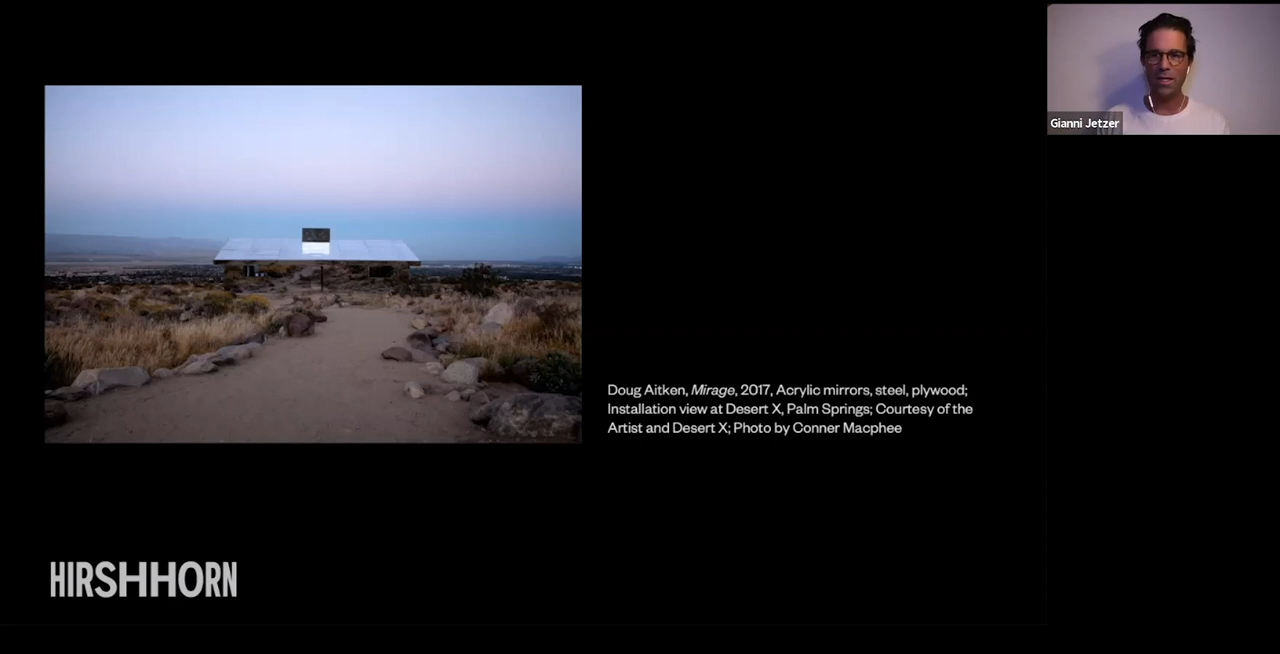 Gianni Jetzer
Doug Aitken, Mirage, 2017, Acrylic mirrors, steel, plywood;
Installation view at Desert X, Palm Springs; Courtesy of the
Artist and Desert X; Photo by Conner Macphee
HIRSHHORN